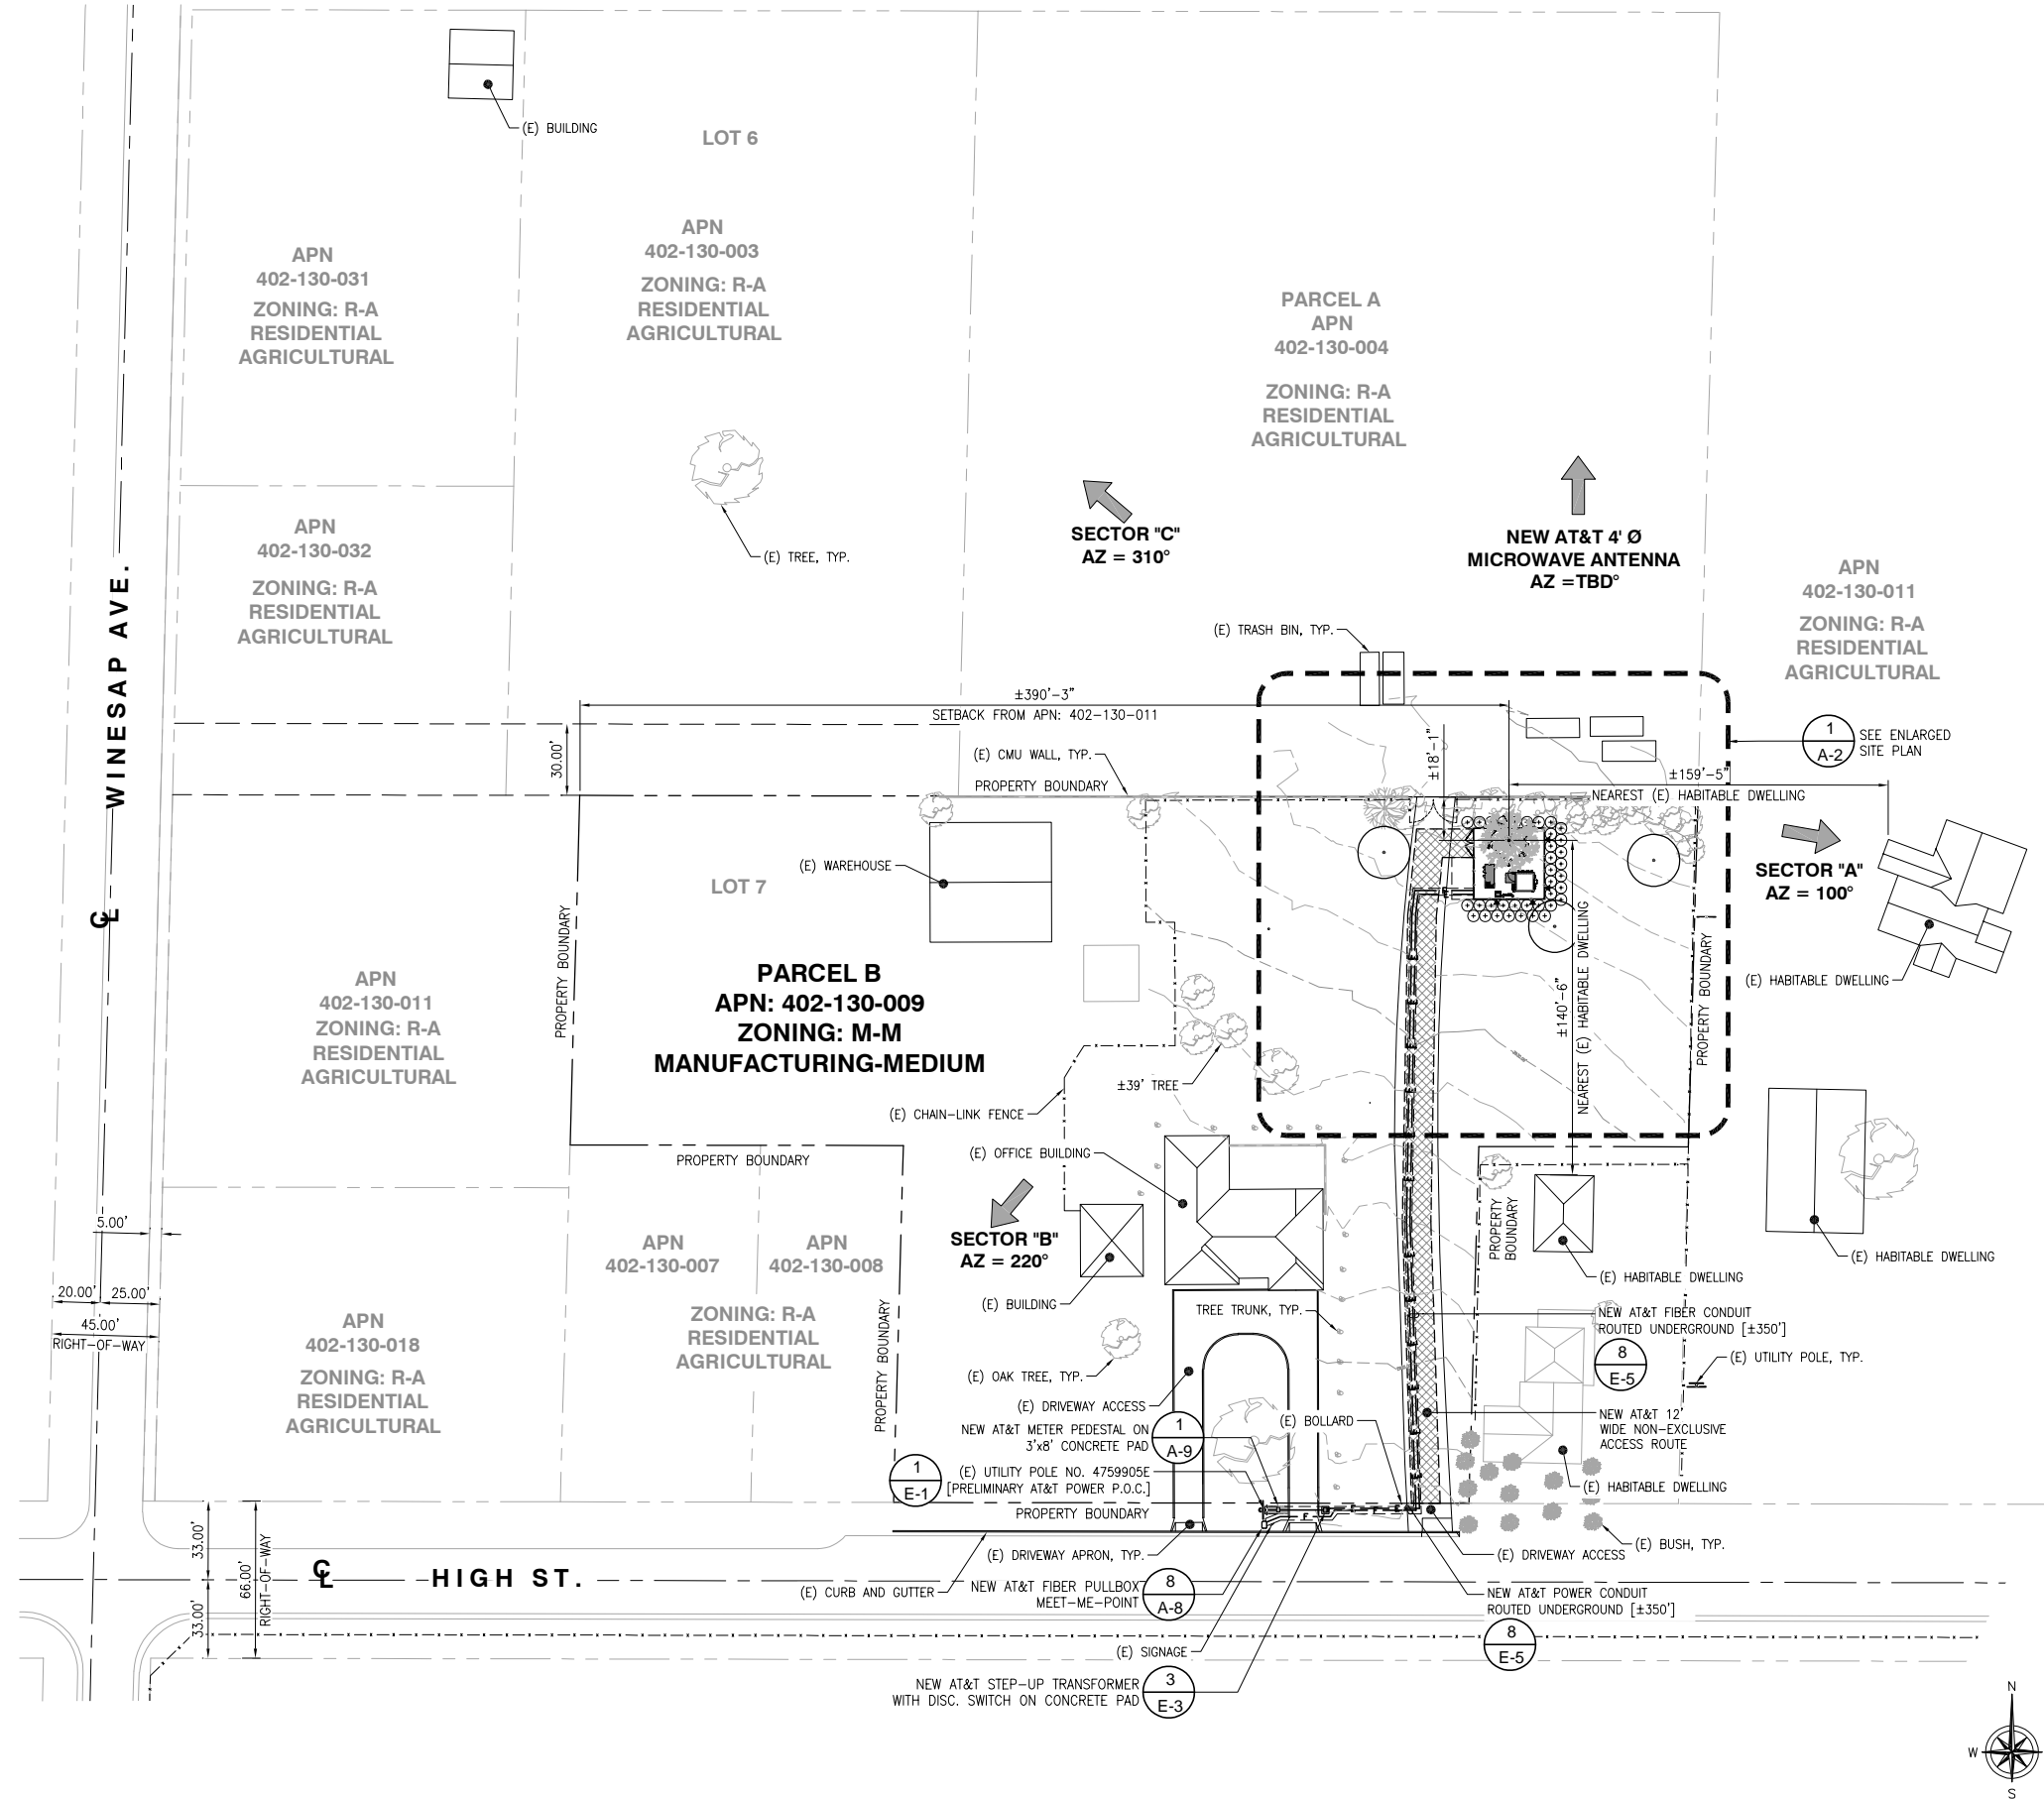 (E) BUILDING
LOT 6
APN
402-130-031
ZONING: R-A
RESIDENTIAL
AGRICULTURAL
APN
402-130-003
ZONING: R-A
RESIDENTIAL
AGRICULTURAL
PARCEL A
APN
402-130-004
ZONING: R-A
RESIDENTIAL
AGRICULTURAL
APN
402-130-032
ZONING: R-A
RESIDENTIAL
AGRICULTURAL
(E) TREE, TYP.
SECTOR "C"
AZ = 310°
NEW AT&T 4' Ø
MICROWAVE ANTENNA
AZ =TBD°
APN
402-130-011
ZONING: R-A
RESIDENTIAL
AGRICULTURAL
WINESAP AVE.
CL
(E) TRASH BIN, TYP.
±390'-3"
SETBACK FROM APN: 402-130-011
30.00'
(E) CMU WALL, TYP.
PROPERTY BOUNDARY
±18'-1"
1
A-2
SEE ENLARGED
SITE PLAN
±159'-5"
NEAREST (E) HABITABLE DWELLING
(E) WAREHOUSE
LOT 7
SECTOR "A"
AZ = 100°
(E) HABITABLE DWELLING
PROPERTY BOUNDARY
PROPERTY BOUNDARY
±140'-6"
NEAREST (E) HABITABLE DWELLING
PARCEL B
APN: 402-130-009
ZONING: M-M
MANUFACTURING-MEDIUM
APN
402-130-011
ZONING: R-A
RESIDENTIAL
AGRICULTURAL
±39' TREE
(E) CHAIN-LINK FENCE
(E) OFFICE BUILDING
PROPERTY BOUNDARY
PROPERTY
BOUNDARY
SECTOR "B"
AZ = 220°
5.00'
20.00'
25.00'
45.00'
RIGHT-OF-WAY
APN
402-130-007
APN
402-130-008
ZONING: R-A
RESIDENTIAL
AGRICULTURAL
APN
402-130-018
ZONING: R-A
RESIDENTIAL
AGRICULTURAL
PROPERTY BOUNDARY
(E) BUILDING
TREE TRUNK, TYP.
(E) HABITABLE DWELLING
(E) HABITABLE DWELLING
NEW AT&T FIBER CONDUIT
ROUTED UNDERGROUND [±350']
8
E-5
(E) UTILITY POLE, TYP.
(E) OAK TREE, TYP.
(E) DRIVEWAY ACCESS
NEW AT&T METER PEDESTAL ON
3'x8' CONCRETE PAD
1
A-9
(E) BOLLARD
NEW AT&T 12'
WIDE NON-EXCLUSIVE
ACCESS ROUTE
1
E-1
(E) UTILITY POLE NO. 4759905E
[PRELIMINARY AT&T POWER P.O.C.]
(E) HABITABLE DWELLING
PROPERTY BOUNDARY
F
(E) DRIVEWAY APRON, TYP.
(E) DRIVEWAY ACCESS
(E) BUSH, TYP.
33.00'
33.00'
66.00'
RIGHT-OF-WAY
CL
HIGH ST.
(E) CURB AND GUTTER
NEW AT&T FIBER PULLBOX
MEET-ME-POINT
8
A-8
NEW AT&T POWER CONDUIT
ROUTED UNDERGROUND [±350']
8
E-5
(E) SIGNAGE
NEW AT&T STEP-UP TRANSFORMER
WITH DISC. SWITCH ON CONCRETE PAD
3
E-3
N
W
S